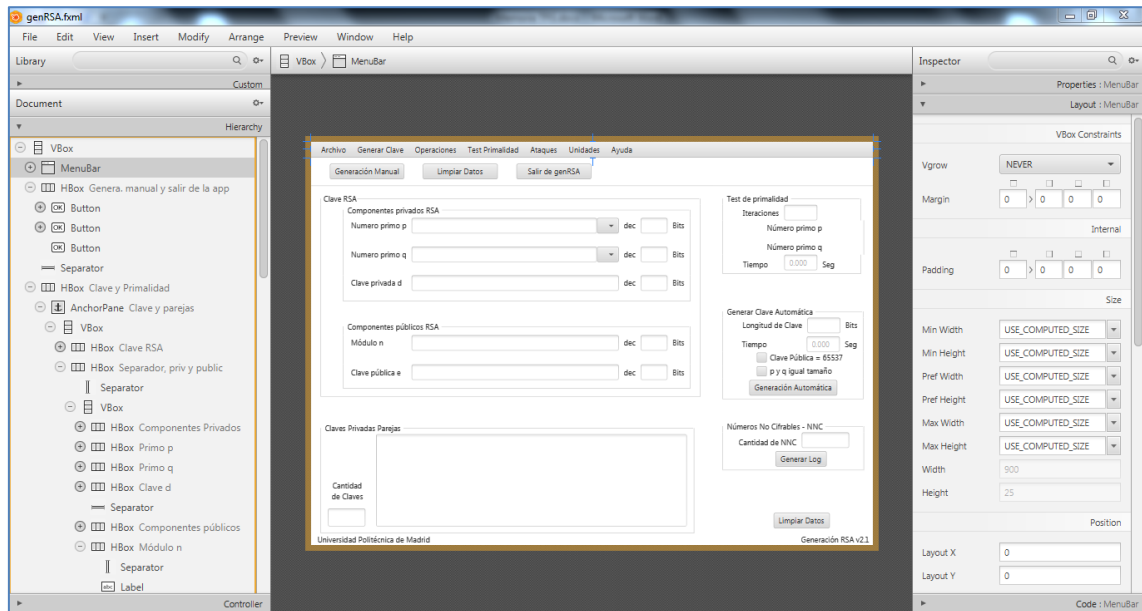 genRSA.fxml
File Edit View Insert Modify Arrange Preview Window Help
Library
Custom
Document
Hierarchy
VBox
MenuBar
HBox Genera. manual y salir de la app
OK Button
OK Button
OK Button
Separator
HBox Clave y Primalidad
AnchorPane Clave y parejas
VBox
HBox Clave RSA
HBox Separador, priv y public
Separator
VBox
HBox Componentes Privados
HBox Primo p
HBox Primo q
HBox Clave d
Separator
HBox Componentes públicos
HBox Módulo n
Separator
abc Label
Controller
VBox MenuBar
Archivo Generar Clave Operaciones Test Primalidad Ataques Unidades Ayuda
Generación Manual Limpiar Datos Salir de genRSA
Clave RSA
Componentes privados RSA
Numero primo p dec Bits
Numero primo q dec Bits
Clave privada d dec Bits
Componentes públicos RSA
Módulo n dec Bits
Clave pública e dec Bits
Claves Privadas Parejas
Cantidad
de Claves
Universidad Politécnica de Madrid
Test de primalidad
Iteraciones
Número primo p
Número primo q
Tiempo 0.000 Seg
Generar Clave Automática
Longitud de Clave Bits
Tiempo 0.000 Seg
Clave Pública = 65537
p y q igual tamaño
Generación Automática
Números No Cifrables - NNC
Cantidad de NNC
Generar Log
Limpiar Datos
Generación RSA v2.1
Inspector
Properties : MenuBar
Layout : MenuBar
VBox Constraints
Vgrow NEVER
Margin 0 > 0 0 0
Internal
Padding 0 > 0 0 0
Size
Min Width USE_COMPUTED_SIZE
Min Height USE_COMPUTED_SIZE
Pref Width USE_COMPUTED_SIZE
Pref Height USE_COMPUTED_SIZE
Max Width USE_COMPUTED_SIZE
Max Height USE_COMPUTED_SIZE
Width 900
Height 25
Position
Layout X 0
Layout Y 0
Code : MenuBar